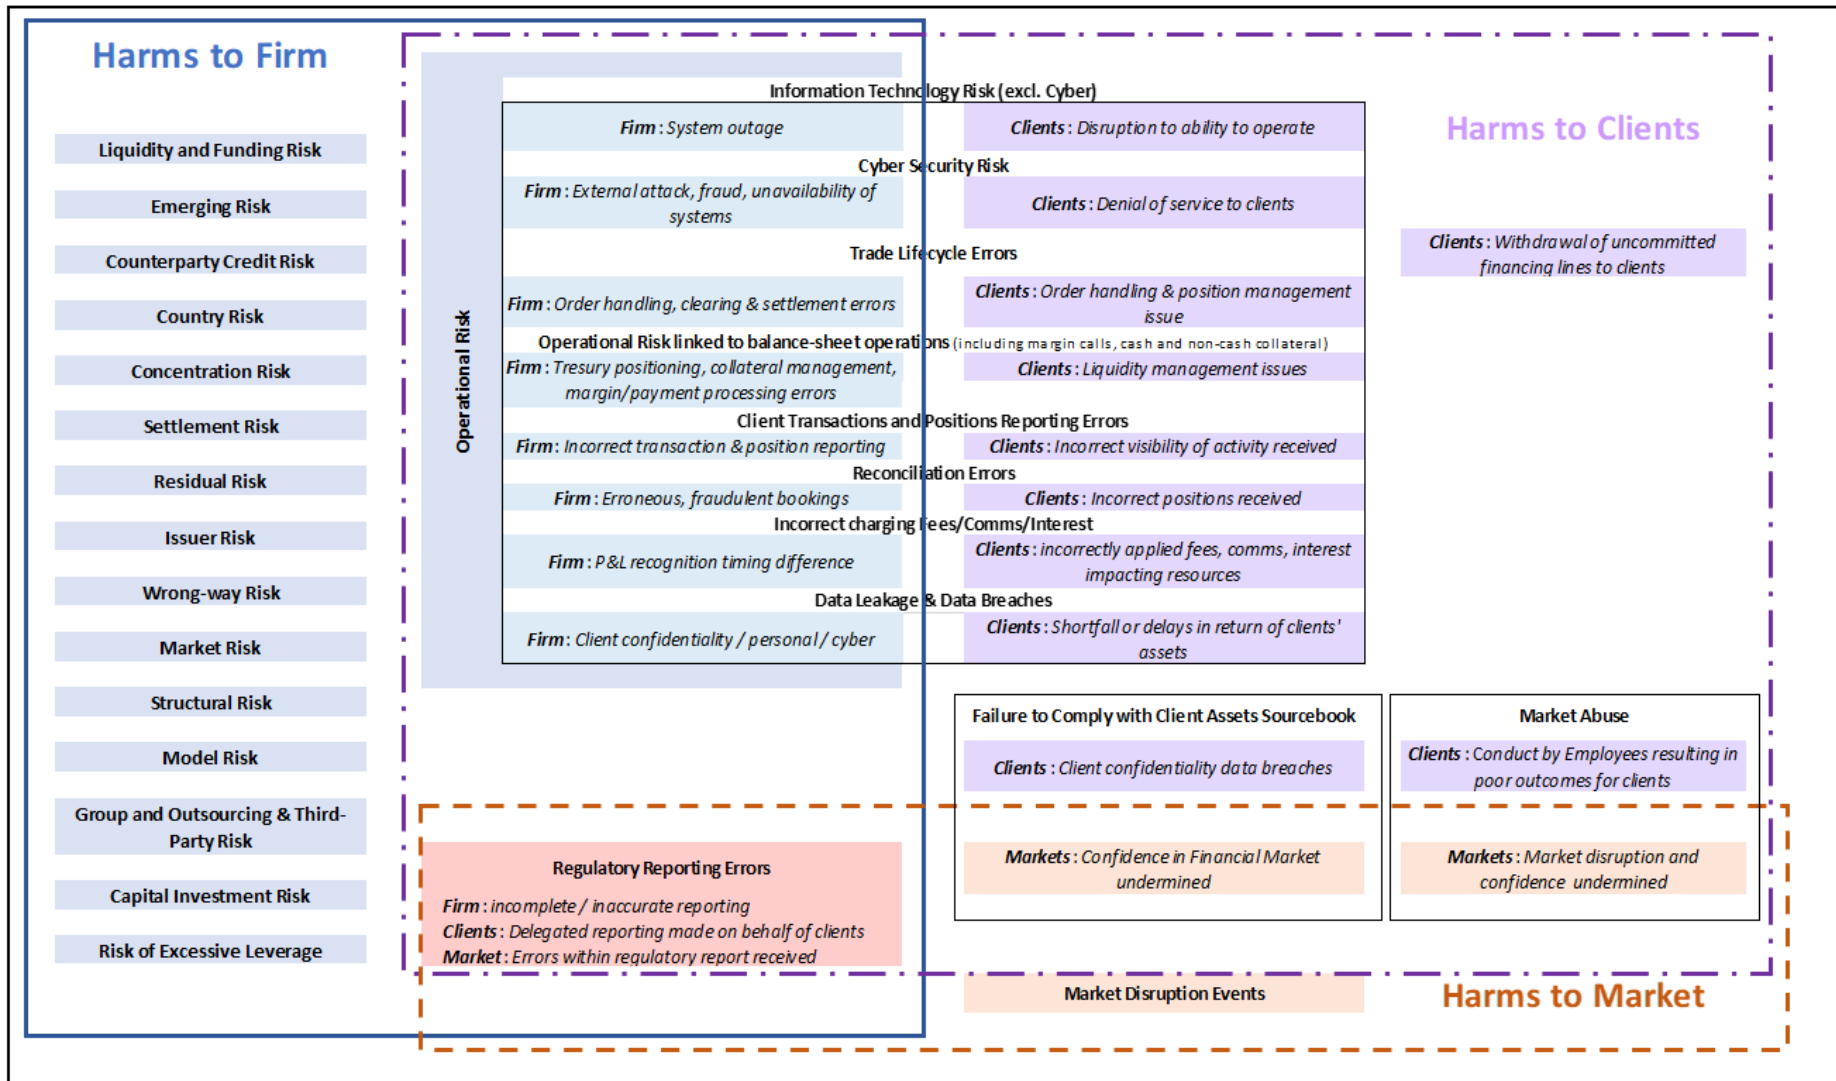 Harms to Firm
Liquidity and Funding Risk
Emerging Risk
Counterparty Credit Risk
Country Risk
Concentration Risk
Settlement Risk
Residual Risk
Issuer Risk
Wrong-way Risk
Market Risk
Structural Risk
Model Risk
Group and Outsourcing & Third-
Party Risk
Capital Investment Risk
Risk of Excessive Leverage
Operational Risk
Information Technology Risk (excl. Cyber)
Firm : System outage
Clients : Disruption to ability to operate
Cyber Security Risk
Firm : External attack, fraud, unavailability of
systems
Clients : Denial of service to clients
Trade Lifecycle Errors
Firm : Order handling, clearing & settlement errors
Clients : Order handling & position management
issue
Operational Risk linked to balance-sheet operations (including margin calls, cash and non-cash collateral)
Firm : Tresury positioning, collateral management,
margin/payment processing errors
Clients : Liquidity management issues
Client Transactions and Positions Reporting Errors
Firm : Incorrect transaction & position reporting
Clients : Incorrect visibility of activity received
Reconciliation Errors
Firm : Erroneous, fraudulent bookings
Clients : Incorrect positions received
Incorrect charging Fees/Comms/Interest
Firm : P&L recognition timing difference
Clients : incorrectly applied fees, comms, interest
impacting resources
Data Leakage & Data Breaches
Firm : Client confidentiality / personal / cyber
Clients : Shortfall or delays in return of clients'
assets
Harms to Clients
Clients : Withdrawal of uncommitted
financing lines to clients
Failure to Comply with Client Assets Sourcebook
Clients : Client confidentiality data breaches
Markets : Confidence in Financial Market
undermined
Market Abuse
Clients : Conduct by Employees resulting in
poor outcomes for clients
Markets : Market disruption and
confidence undermined
Regulatory Reporting Errors
Firm : incomplete / inaccurate reporting
Clients : Delegated reporting made on behalf of clients
Market : Errors within regulatory report received
Market Disruption Events
Harms to Market